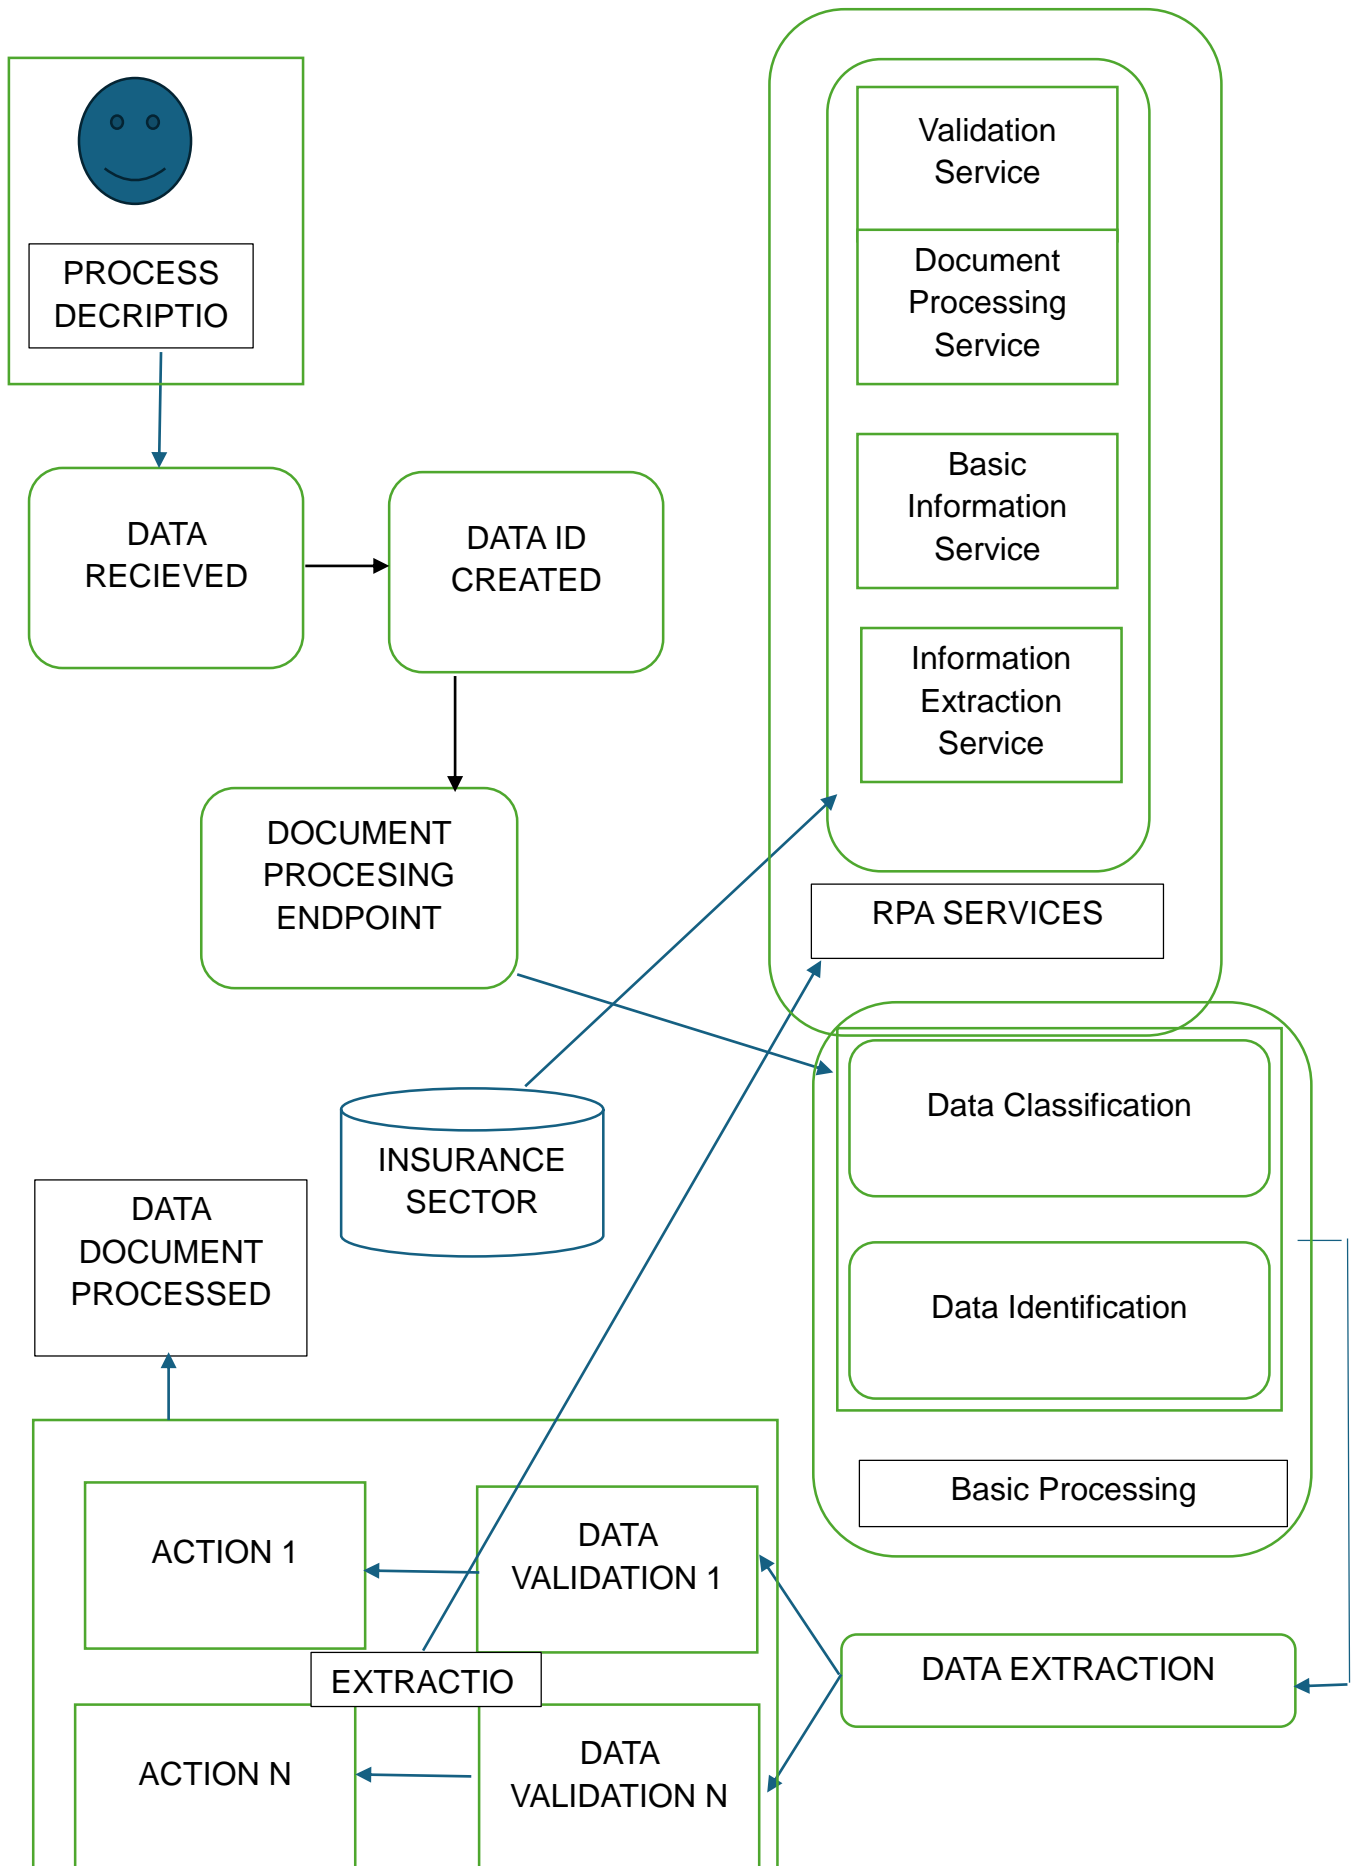 PROCESS
DECRIPTIO
DATA
RECIEVED
DATA ID
CREATED
DOCUMENT
PROCESING
ENDPOINT
Validation
Service
Document
Processing
Service
Basic
Information
Service
Information
Extraction
Service
RPA SERVICES
INSURANCE
SECTOR
Data Classification
Data Identification
Basic Processing
DATA
DOCUMENT
PROCESSED
ACTION 1
DATA
VALIDATION 1
EXTRACTIO
ACTION N
DATA
VALIDATION N
DATA EXTRACTION